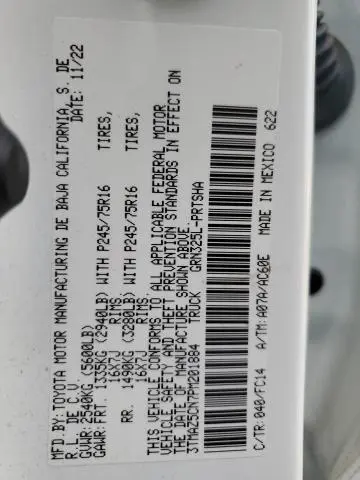 MFD. BY: TOYOTA MOTOR MANUFACTURING DE BAJA CALIFORNIA, S. DE
R.L. DE C.V. DATE: 11/22
GVWR: 2540KG (5600LB)
GAWR: FRT. 1335KG (2940LB) WITH P245/75R16 TIRES,
16X7J RIMS,
RR. 1490KG (3280LB) WITH P245/75R16 TIRES,
16X7J RIMS.
THIS VEHICLE CONFORMS TO ALL APPLICABLE FEDERAL MOTOR
VEHICLE SAFETY AND THEFT PREVENTION STANDARDS IN EFFECT ON
THE DATE OF MANUFACTURE SHOWN ABOVE.
3TMAZ5CN7PM201884 TRUCK GRN325L-PRTSHA
C/TR: 040/FC14 A/TM: A07A/AC60E MADE IN MEXICO 622